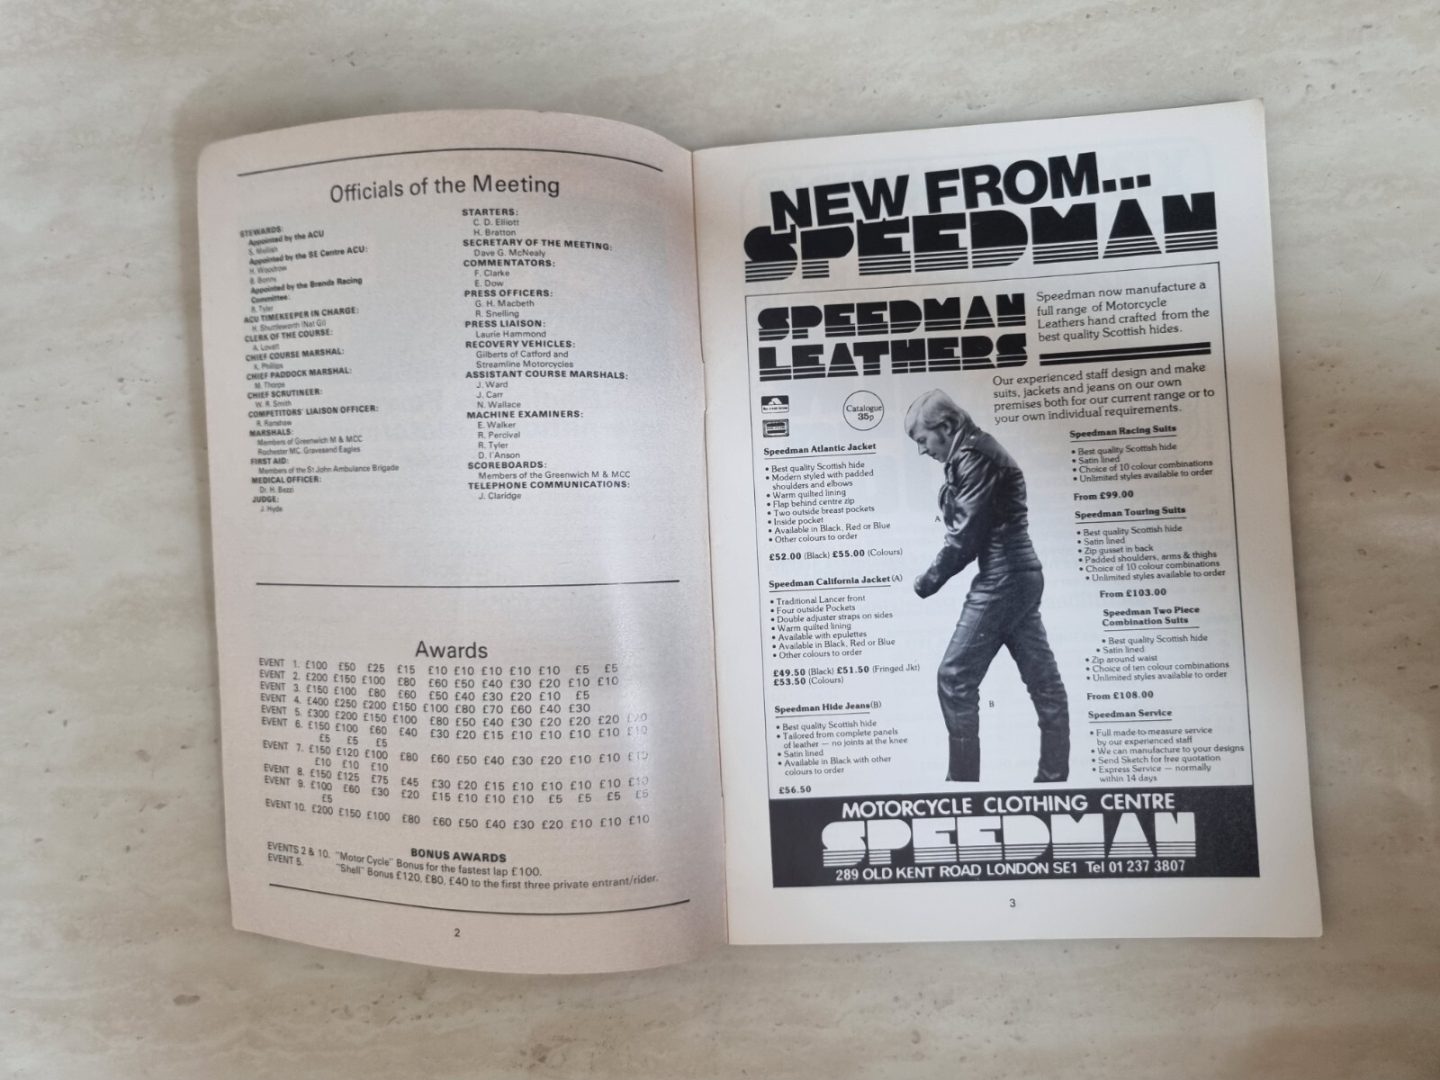 Officials of the Meeting
STEWARDS:
Appointed by the ACU
S. Mellish
Appointed by the SE Centre ACU:
H. Woodrow
B. Bonny
Appointed by the Brands Racing
Committee:
R. Tyler
ACU TIMEKEEPER IN CHARGE:
H. Shuttleworth (Nat Gl)
CLERK OF THE COURSE:
A. Lovatt
CHIEF COURSE MARSHAL:
K. Phillips
CHIEF PADDOCK MARSHAL:
M. Thorpe
CHIEF SCRUTINEER:
W. R. Smith
COMPETITORS' LIAISON OFFICER:
R. Renshaw
MARSHALS:
Members of Greenwich M & MCC
Rochester MC. Gravesend Eagles
FIRST AID:
Members of the St John Ambulance Brigade
MEDICAL OFFICER:
Dr. H. Bezzi
JUDGE:
J. Hyde
STARTERS:
C. D. Elliott
H. Bratton
SECRETARY OF THE MEETING:
Dave G. McNealy
COMMENTATORS:
F. Clarke
E. Dow
PRESS OFFICERS:
G. H. Macbeth
R. Snelling
PRESS LIAISON:
Laurie Hammond
RECOVERY VEHICLES:
Gilberts of Catford and
Streamline Motorcycles
ASSISTANT COURSE MARSHALS:
J. Ward
J. Carr
N. Wallace
MACHINE EXAMINERS:
E. Walker
R. Percival
R. Tyler
D. I'Anson
SCOREBOARDS:
Members of the Greenwich M & MCC
TELEPHONE COMMUNICATIONS:
J. Claridge
Awards
EVENT 1. £100 £50 £25 £15 £10 £10 £10 £10 £10 £5 £5
EVENT 2. £200 £150 £100 £80 £60 £50 £40 £30 £20 £10 £10
EVENT 3. £150 £100 £80 £60 £50 £40 £30 £20 £10 £5
EVENT 4. £400 £250 £200 £150 £100 £80 £70 £60 £40 £30
EVENT 5. £300 £200 £150 £100 £80 £50 £40 £30 £20 £20 £20 £20
EVENT 6. £150 £100 £60 £40 £30 £20 £15 £10 £10 £10 £10 £10
£5 £5 £5
EVENT 7. £150 £120 £100 £80 £60 £50 £40 £30 £20 £10 £10 £10
£10 £10 £10
EVENT 8. £150 £125 £75 £45 £30 £20 £15 £10 £10 £10 £10 £10
EVENT 9. £100 £60 £30 £20 £15 £10 £10 £10 £5 £5 £5 £5
£5
EVENT 10. £200 £150 £100 £80 £60 £50 £40 £30 £20 £10 £10 £10
BONUS AWARDS
EVENTS 2 & 10. "Motor Cycle" Bonus for the fastest lap £100.
EVENT 5. "Shell" Bonus £120, £80, £40 to the first three private entrant/rider.
2
NEW FROM...
SPEEDMAN
SPEEDMAN
LEATHERS
Speedman now manufacture a
full range of Motorcycle
Leathers hand crafted from the
best quality Scottish hides.
Our experienced staff design and make
suits, jackets and jeans on our own
premises both for our current range or to
your own individual requirements.
Catalogue
35p
Speedman Atlantic Jacket
• Best quality Scottish hide
• Modern styled with padded
shoulders and elbows
• Warm quilted lining
• Flap behind centre zip
• Two outside breast pockets
• Inside pocket
• Available in Black, Red or Blue
• Other colours to order
£52.00 (Black) £55.00 (Colours)
Speedman California Jacket (A)
• Traditional Lancer front
• Four outside Pockets
• Double adjuster straps on sides
• Warm quilted lining
• Available with epulettes
• Available in Black, Red or Blue
• Other colours to order
£49.50 (Black) £51.50 (Fringed Jkt)
£53.50 (Colours)
Speedman Hide Jeans (B)
• Best quality Scottish hide
• Tailored from complete panels
of leather — no joints at the knee
• Satin lined
• Available in Black with other
colours to order
£56.50
A
B
Speedman Racing Suits
• Best quality Scottish hide
• Satin lined
• Choice of 10 colour combinations
• Unlimited styles available to order
From £99.00
Speedman Touring Suits
• Best quality Scottish hide
• Satin lined
• Zip gusset in back
• Padded shoulders, arms & thighs
• Choice of 10 colour combinations
• Unlimited styles available to order
From £103.00
Speedman Two Piece
Combination Suits
• Best quality Scottish hide
• Satin lined
• Zip around waist
• Choice of ten colour combinations
• Unlimited styles available to order
From £108.00
Speedman Service
• Full made-to-measure service
by our experienced staff
• We can manufacture to your designs
• Send Sketch for free quotation
• Express Service — normally
within 14 days
MOTORCYCLE CLOTHING CENTRE
SPEEDMAN
289 OLD KENT ROAD LONDON SE1 Tel 01 237 3807
3